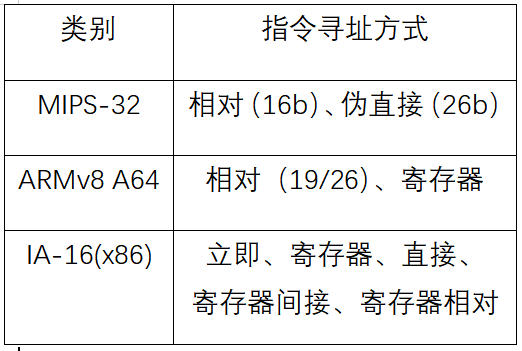 类别 指令寻址方式
MIPS-32 相对(16b)、伪直接(26b)
ARMv8 A64 相对（19/26)、寄存器
IA-16(x86) 立即、寄存器、直接、
寄存器间接、寄存器相对